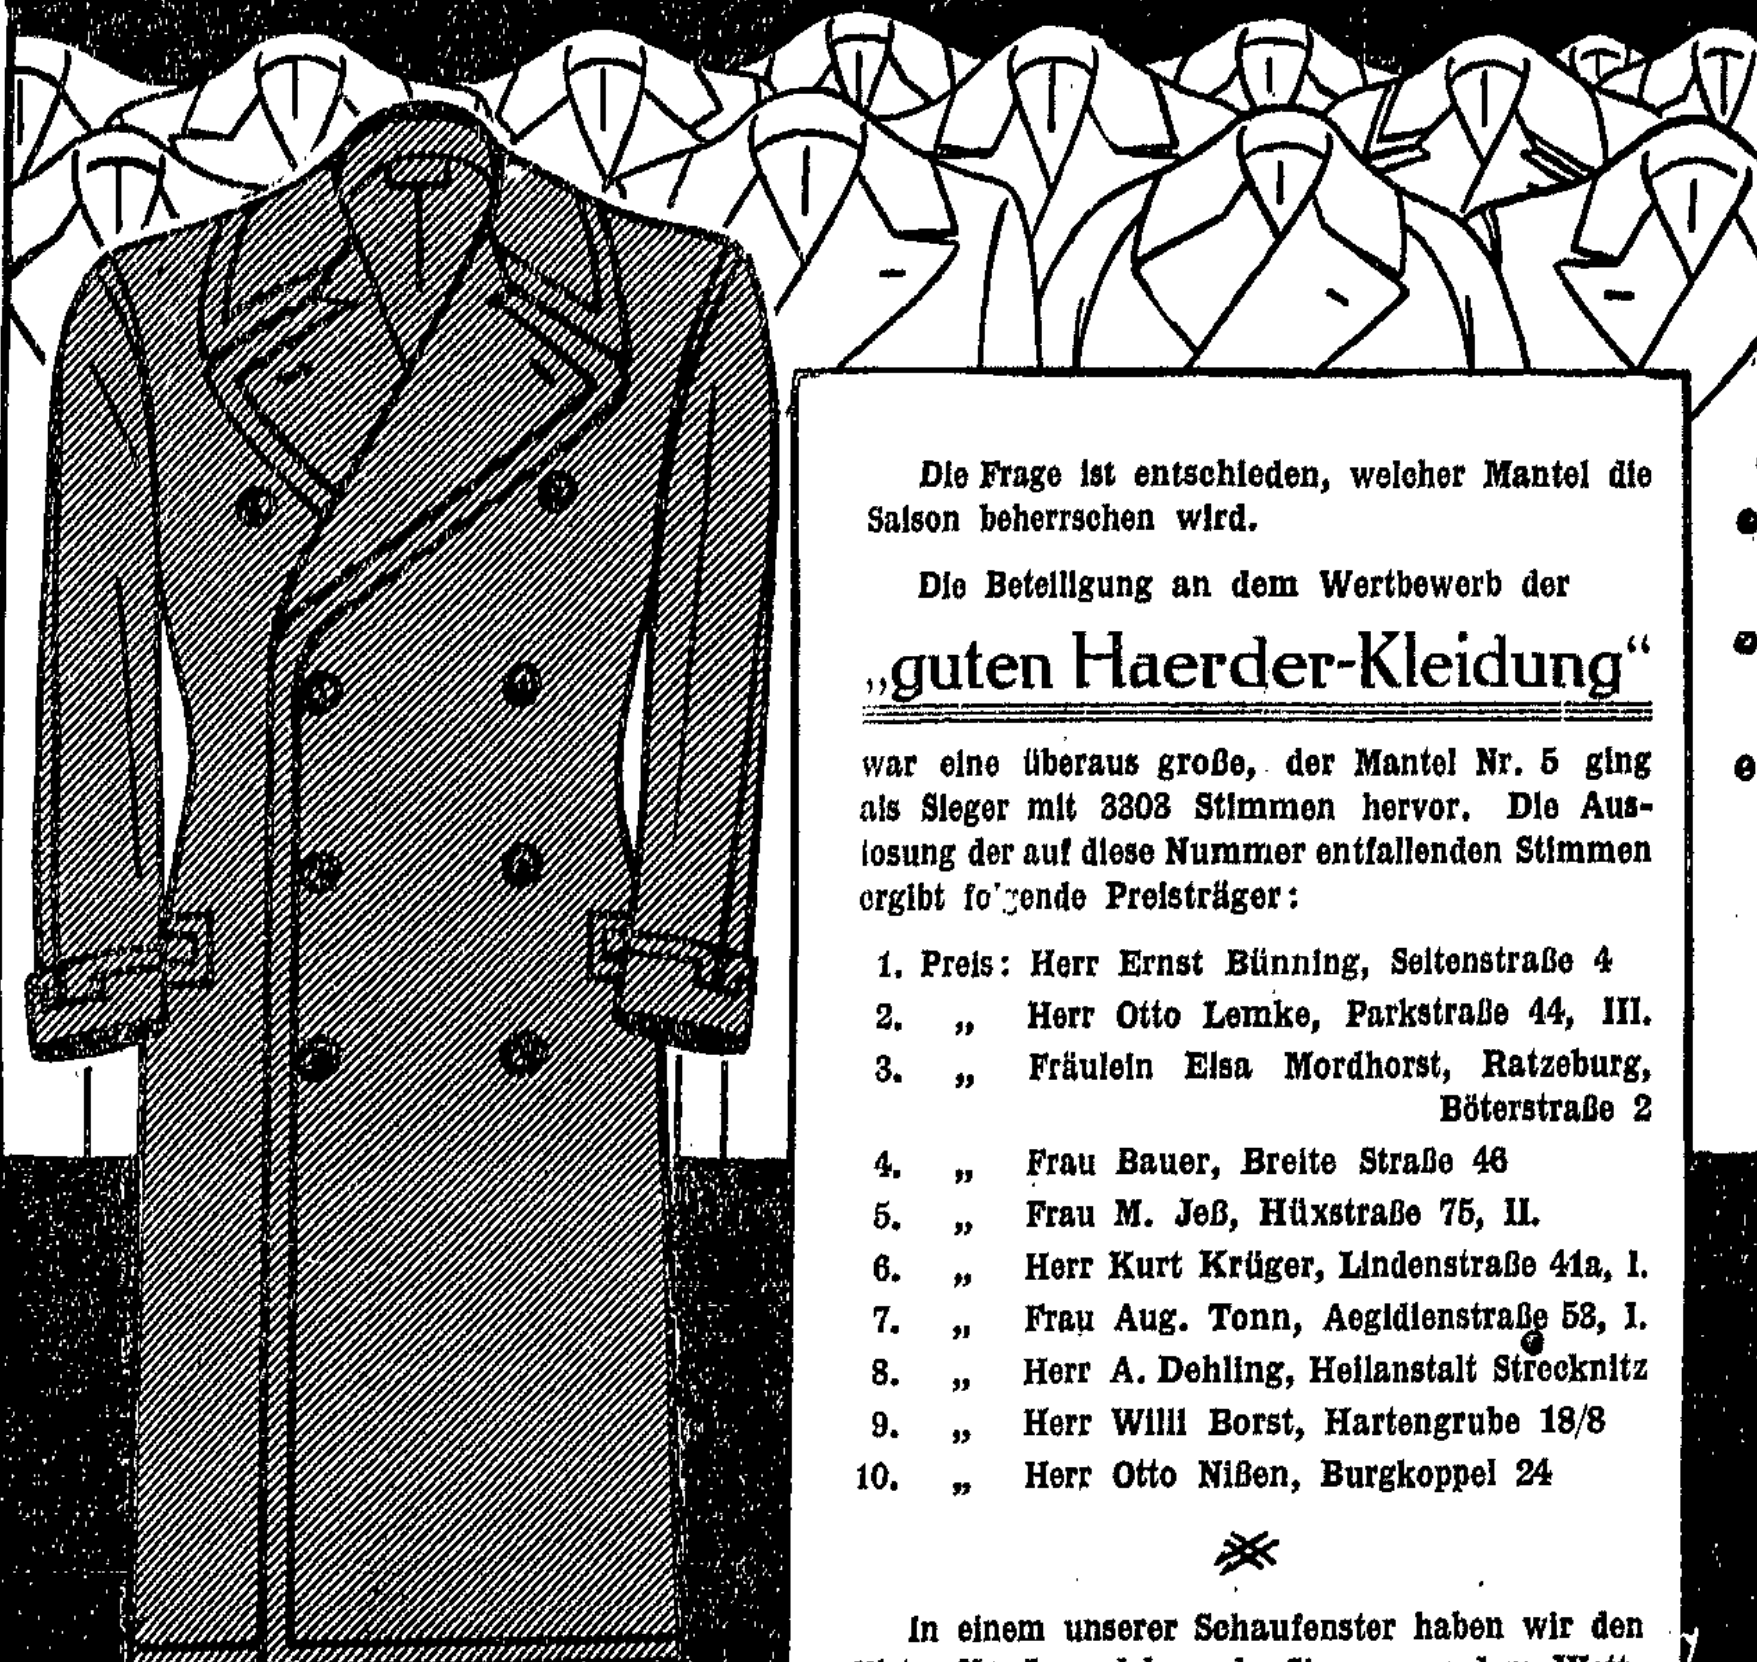 Die Frage ist entschieden, welcher Mantel die
Saison beherrschen wird.
Die Beteiligung an dem Wertbewerb der
„guten Haerder-Kleidung“
war eine überaus große, der Mantel Nr. 5 ging
als Sieger mit 3303 Stimmen hervor. Die Aus-
losung der auf diese Nummer entfallenden Stimmen
ergibt folgende Preisträger:
1. Preis: Herr Ernst Bünning, Seitenstraße 4
2. „ Herr Otto Lemke, Parkstraße 44, III.
3. „ Fräulein Elsa Mordhorst, Ratzeburg,
Böterstraße 2
4. „ Frau Bauer, Breite Straße 46
5. „ Frau M. Jeß, Hüxstraße 75, II.
6. „ Herr Kurt Krüger, Lindenstraße 41a, I.
7. „ Frau Aug. Tonn, Aegidienstraße 53, I.
8. „ Herr A. Dehling, Heilanstalt Strecknitz
9. „ Herr Willi Borst, Hartengrube 18/8
10. „ Herr Otto Nißen, Burgkoppel 24
In einem unserer Schaufenster haben wir den